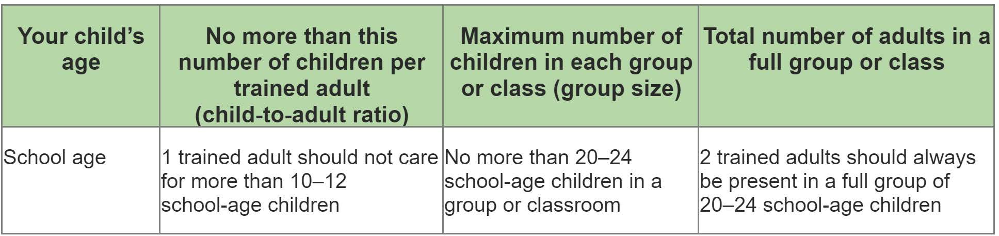 Your child’s
age
No more than this
number of children per
trained adult
(child-to-adult ratio)
Maximum number of
children in each group
or class (group size)
Total number of adults in a
full group or class
School age
1 trained adult should not care
for more than 10–12
school-age children
No more than 20–24
school-age children in a
group or classroom
2 trained adults should always
be present in a full group of
20–24 school-age children